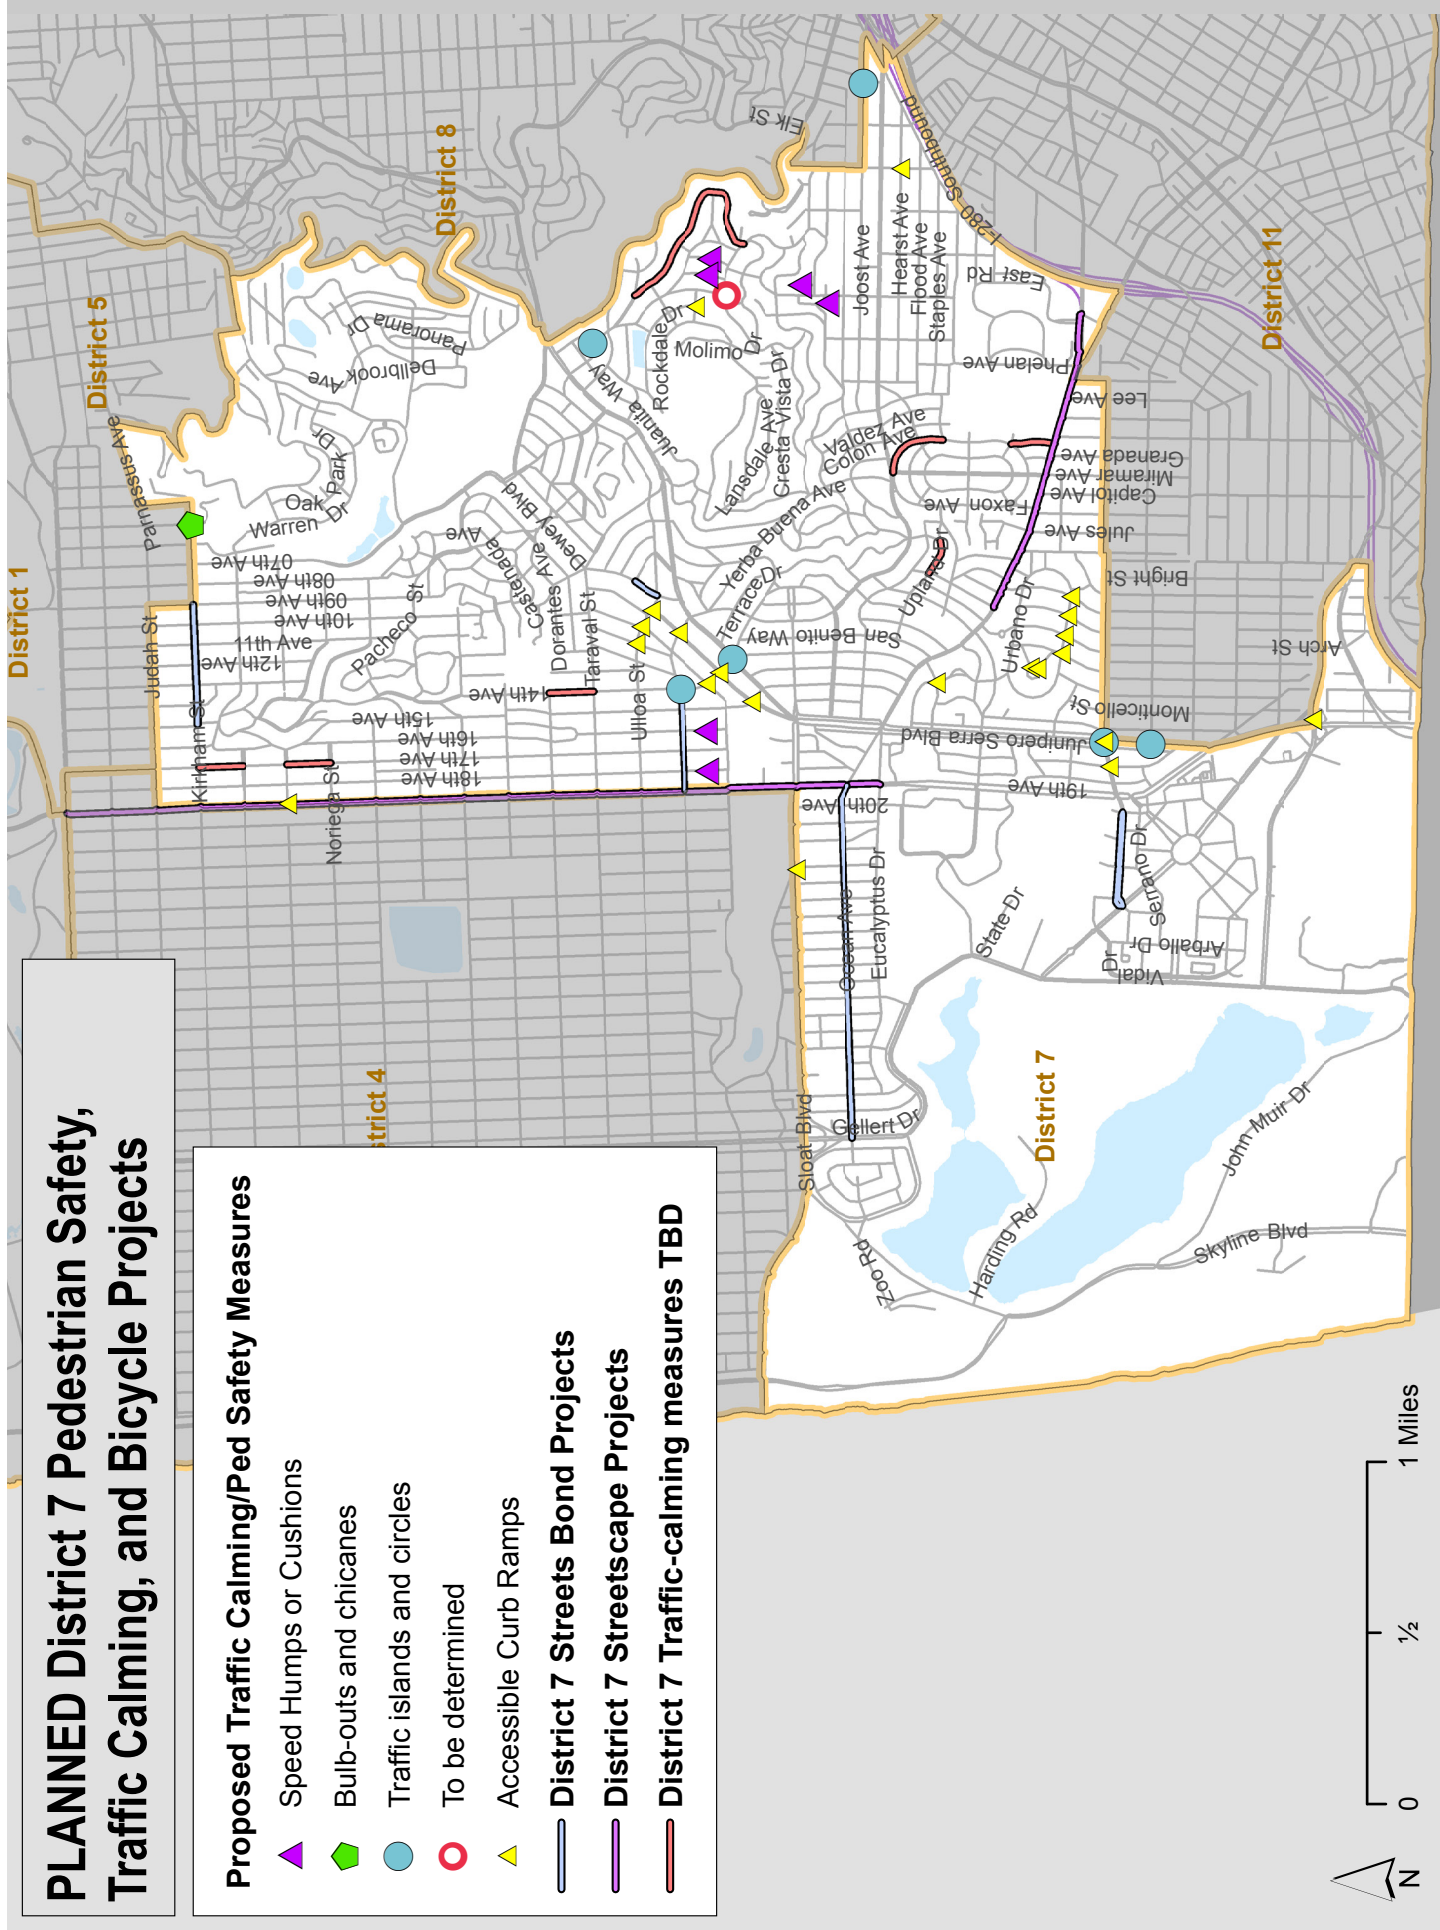 PLANNED District 7 Pedestrian Safety,
Traffic Calming, and Bicycle Projects
Proposed Traffic Calming/Ped Safety Measures
Speed Humps or Cushions
Bulb-outs and chicanes
Traffic islands and circles
To be determined
Accessible Curb Ramps
District 7 Streets Bond Projects
District 7 Streetscape Projects
District 7 Traffic-calming measures TBD
District 1
District 5
District 8
strict 4
District 7
District 11
Parnassus Ave
Judah St
Kirkham St
Noriega St
07th Ave
08th Ave
09th Ave
10th Ave
11th Ave
12th Ave
14th Ave
15th Ave
16th Ave
17th Ave
18th Ave
Oak
Park
Dr
Warren
Dr
Dellbrook Ave
Panorama Dr
Pacheco St
Castenada
Ave
Dewey Blvd
Dorantes
Ave
Taraval St
Ulloa St
Juanita Way
Rockdale
Dr
Molimo
Dr
Lansdale Ave
Cresta Vista Dr
Elk St
Joost Ave
Hearst Ave
Flood Ave
Staples Ave
I-280 Southbound
East Rd
Phelan Ave
Lee Ave
Valdez Ave
Colon Ave
Yerba Buena Ave
Terrace
Dr
San Benito Way
Upland Dr
Faxon Ave
Granada Ave
Miramar Ave
Capitol Ave
Jules Ave
Bright St
Urbano Dr
Monticello St
Arch St
Junipero Serra Blvd
19th Ave
20th Ave
Sloat Blvd
Ocean Ave
Eucalyptus Dr
Gellert Dr
State Dr
Serrano Dr
Arballo Dr
Vidal
Dr
Zoo Rd
Harding Rd
John Muir Dr
Skyline Blvd
0
½
1 Miles
N